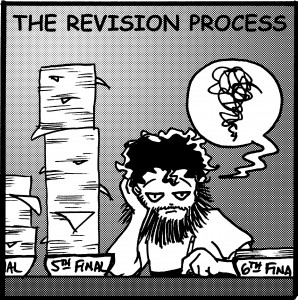 THE REVISION PROCESS
AL
5TH FINAL
6TH FINA